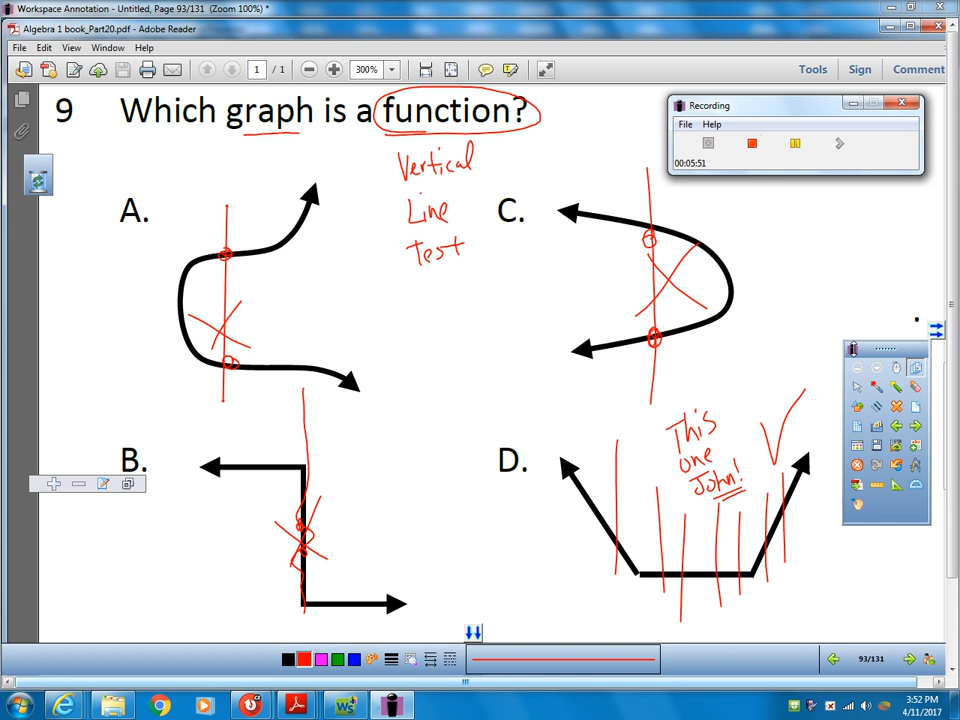 Workspace Annotation - Untitled, Page 93/131 (Zoom 100%) *
Algebra 1 book_Part20.pdf - Adobe Reader
File Edit View Window Help
1 / 1
300%
Tools Sign Comment
9 Which graph is a function?
Recording
File Help
00:05:51
Vertical
Line
Test
A.
C.
.
B.
D.
This
one
John!
93/131
3:52 PM
4/11/2017